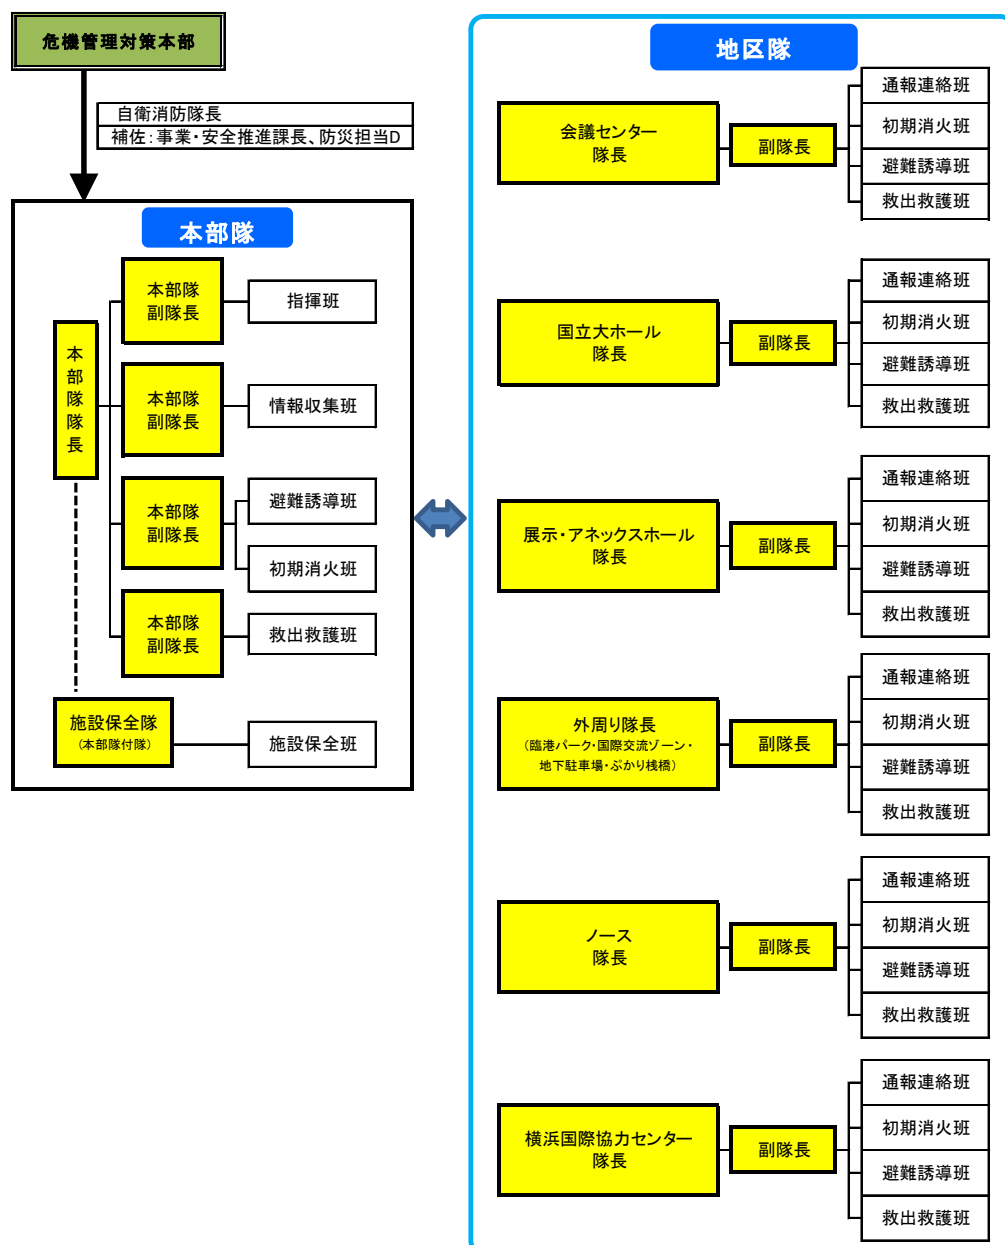 危機管理対策本部
自衛消防隊長
補佐：事業・安全推進課長、防災担当D
本部隊
本部隊隊長
本部隊
副隊長
指揮班
本部隊
副隊長
情報収集班
本部隊
副隊長
避難誘導班
初期消火班
本部隊
副隊長
救出救護班
施設保全隊
(本部隊付隊)
施設保全班
地区隊
会議センター
隊長
副隊長
通報連絡班
初期消火班
避難誘導班
救出救護班
国立大ホール
隊長
副隊長
通報連絡班
初期消火班
避難誘導班
救出救護班
展示・アネックスホール
隊長
副隊長
通報連絡班
初期消火班
避難誘導班
救出救護班
外周り隊長
（臨港パーク・国際交流ゾーン・
地下駐車場・ぷかり桟橋）
副隊長
通報連絡班
初期消火班
避難誘導班
救出救護班
ノース
隊長
副隊長
通報連絡班
初期消火班
避難誘導班
救出救護班
横浜国際協力センター
隊長
副隊長
通報連絡班
初期消火班
避難誘導班
救出救護班